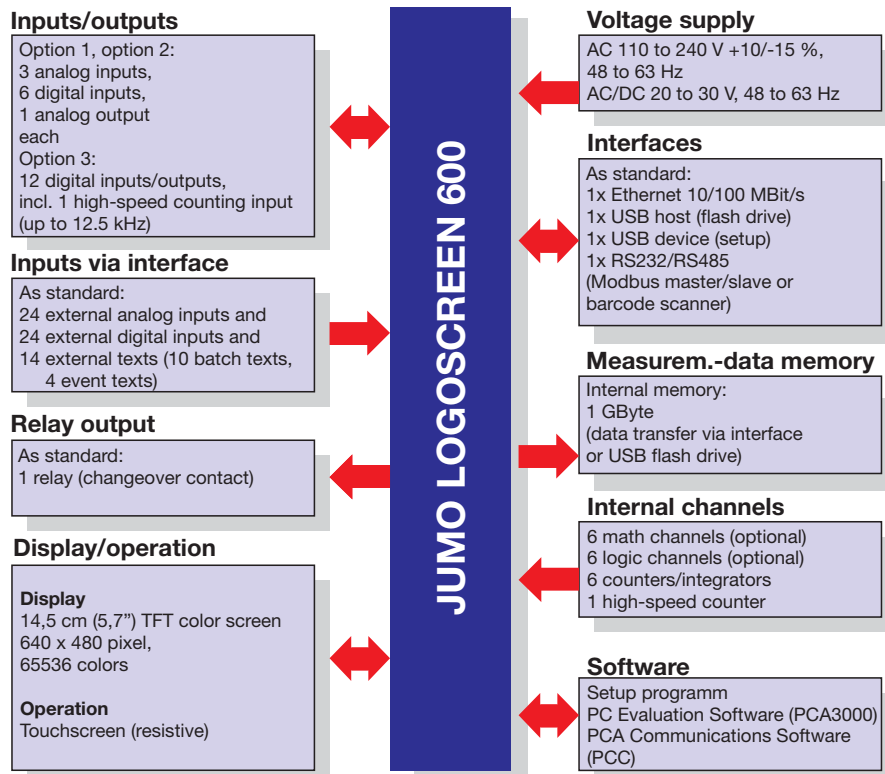 Inputs/outputs
Option 1, option 2:
3 analog inputs,
6 digital inputs,
1 analog output
each
Option 3:
12 digital inputs/outputs,
incl. 1 high-speed counting input
(up to 12.5 kHz)
Inputs via interface
As standard:
24 external analog inputs and
24 external digital inputs and
14 external texts (10 batch texts,
4 event texts)
Relay output
As standard:
1 relay (changeover contact)
Display/operation
Display
14,5 cm (5,7”) TFT color screen
640 x 480 pixel,
65536 colors
Operation
Touchscreen (resistive)
JUMO LOGOSCREEN 600
Voltage supply
AC 110 to 240 V +10/-15 %,
48 to 63 Hz
AC/DC 20 to 30 V, 48 to 63 Hz
Interfaces
As standard:
1x Ethernet 10/100 MBit/s
1x USB host (flash drive)
1x USB device (setup)
1x RS232/RS485
(Modbus master/slave or
barcode scanner)
Measurem.-data memory
Internal memory:
1 GByte
(data transfer via interface
or USB flash drive)
Internal channels
6 math channels (optional)
6 logic channels (optional)
6 counters/integrators
1 high-speed counter
Software
Setup programm
PC Evaluation Software (PCA3000)
PCA Communications Software
(PCC)